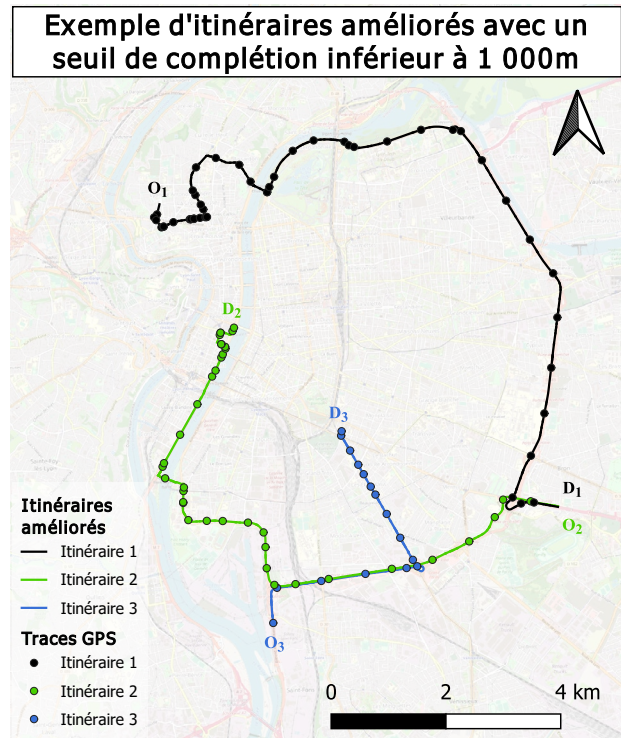 Exemple d'itinéraires améliorés avec un
seuil de complétion inférieur à 1 000m
O1
D2
D3
D1
O2
O3
Itinéraires
améliorés
Itinéraire 1
Itinéraire 2
Itinéraire 3
Traces GPS
Itinéraire 1
Itinéraire 2
Itinéraire 3
0 2 4 km